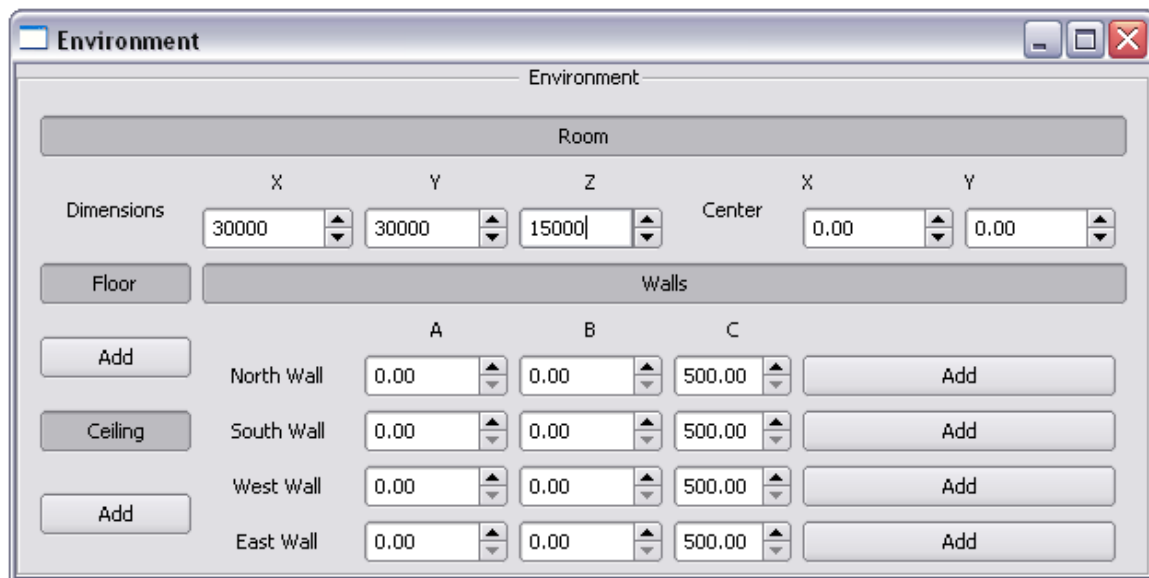 Environment
Environment
Room
X Y Z X Y
Dimensions 30000 30000 15000 Center 0.00 0.00
Floor Walls
A B C
Add North Wall 0.00 0.00 500.00 Add
Ceiling South Wall 0.00 0.00 500.00 Add
West Wall 0.00 0.00 500.00 Add
Add East Wall 0.00 0.00 500.00 Add